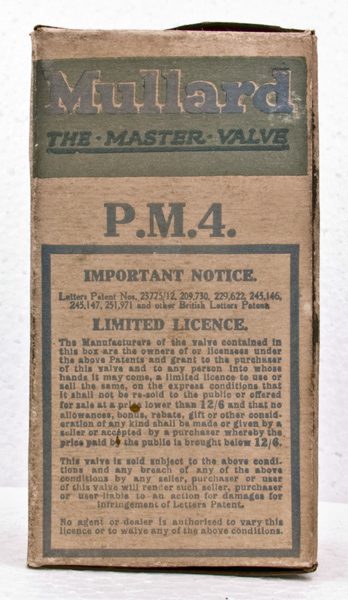 Mullard
THE · MASTER · VALVE
P.M.4.
IMPORTANT NOTICE.
Letters Patent Nos. 23775/12, 209,730, 229,622, 245,146,
245,147, 251,971 and other British Letters Patent.
LIMITED LICENCE.
The Manufacturers of the valve contained in
this box are the owners of or licensees under
the above Patents and grant to the purchaser
of this valve and to any person into whose
hands it may come, a limited licence to use or
sell the same, on the express conditions that
it shall not be re-sold to the public or offered
for sale at a price lower than 12/6 and that no
allowances, bonus, rebate, gift or other consid-
eration of any kind shall be made or given by a
seller or accepted by a purchaser whereby the
price paid by the public is brought below 12/6.
This valve is sold subject to the above condi-
tions and any breach of any of the above
conditions by any seller, purchaser or user
of this valve will render such seller, purchaser
or user liable to an action for damages for
infringement of Letters Patent.
No agent or dealer is authorised to vary this
licence or to waive any of the above conditions.